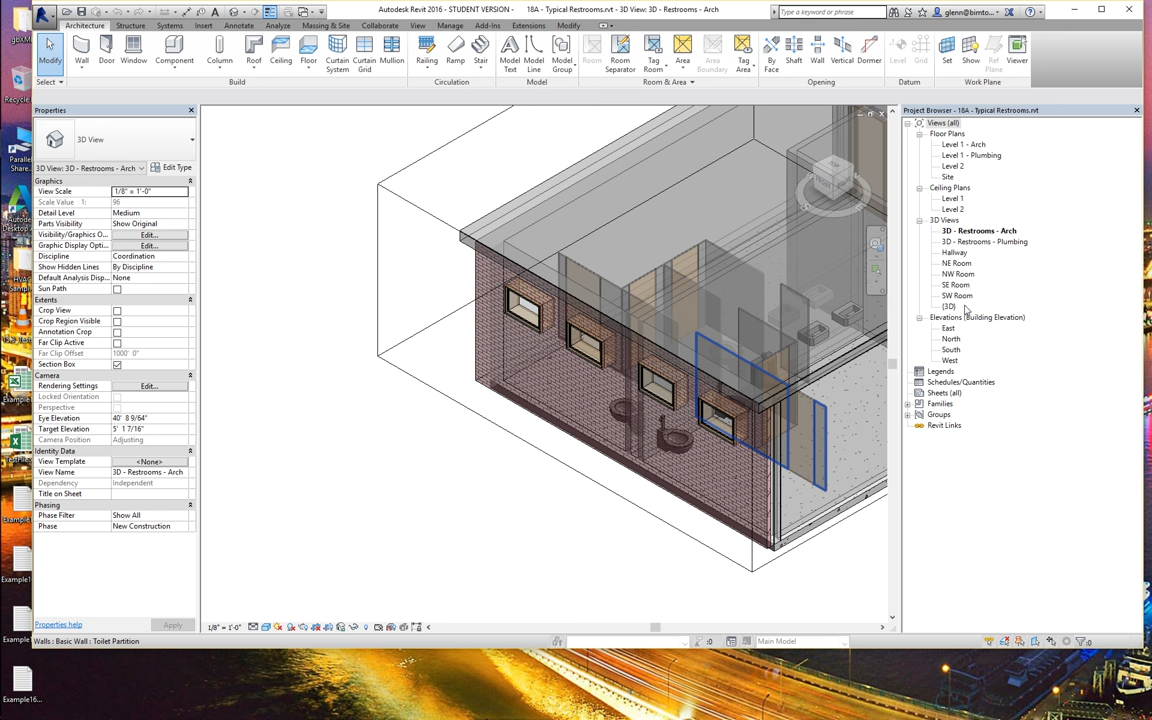 Autodesk Revit 2016 - STUDENT VERSION - 18A - Typical Restrooms.rvt - 3D View: 3D - Restrooms - Arch
Type a keyword or phrase
glenn@bimto...
Architecture Structure Systems Insert Annotate Analyze Massing & Site Collaborate View Manage Add-Ins Extensions Modify
Modify Wall Door Window Component Column Roof Ceiling Floor Curtain System Curtain Grid Mullion Railing Ramp Stair Model Text Model Line Model Group Room Room Separator Tag Room Area Area Boundary Tag Area By Face Shaft Wall Vertical Dormer Level Grid Set Show Ref Plane Viewer
Select Build Circulation Model Room & Area Opening Datum Work Plane
Properties
3D View
3D View: 3D - Restrooms - Arch Edit Type
Graphics
View Scale 1/8" = 1'-0"
Scale Value 1: 96
Detail Level Medium
Parts Visibility Show Original
Visibility/Graphics O... Edit...
Graphic Display Opti... Edit...
Discipline Coordination
Show Hidden Lines By Discipline
Default Analysis Disp... None
Sun Path
Extents
Crop View
Crop Region Visible
Annotation Crop
Far Clip Active
Far Clip Offset 1000' 0"
Section Box
Camera
Rendering Settings Edit...
Locked Orientation
Perspective
Eye Elevation 40' 8 9/64"
Target Elevation 5' 1 7/16"
Camera Position Adjusting
Identity Data
View Template <None>
View Name 3D - Restrooms - Arch
Dependency Independent
Title on Sheet
Phasing
Phase Filter Show All
Phase New Construction
Properties help Apply
1/8" = 1'-0"
Walls : Basic Wall : Toilet Partition
:0 Main Model :0
Project Browser - 18A - Typical Restrooms.rvt
Views (all)
Floor Plans
Level 1 - Arch
Level 1 - Plumbing
Level 2
Site
Ceiling Plans
Level 1
Level 2
3D Views
3D - Restrooms - Arch
3D - Restrooms - Plumbing
Hallway
NE Room
NW Room
SE Room
SW Room
{3D}
Elevations (Building Elevation)
East
North
South
West
Legends
Schedules/Quantities
Sheets (all)
Families
Groups
Revit Links
gbXM
Recycle
Parallel
Share...
Example1
Example1
Example1
Example16...